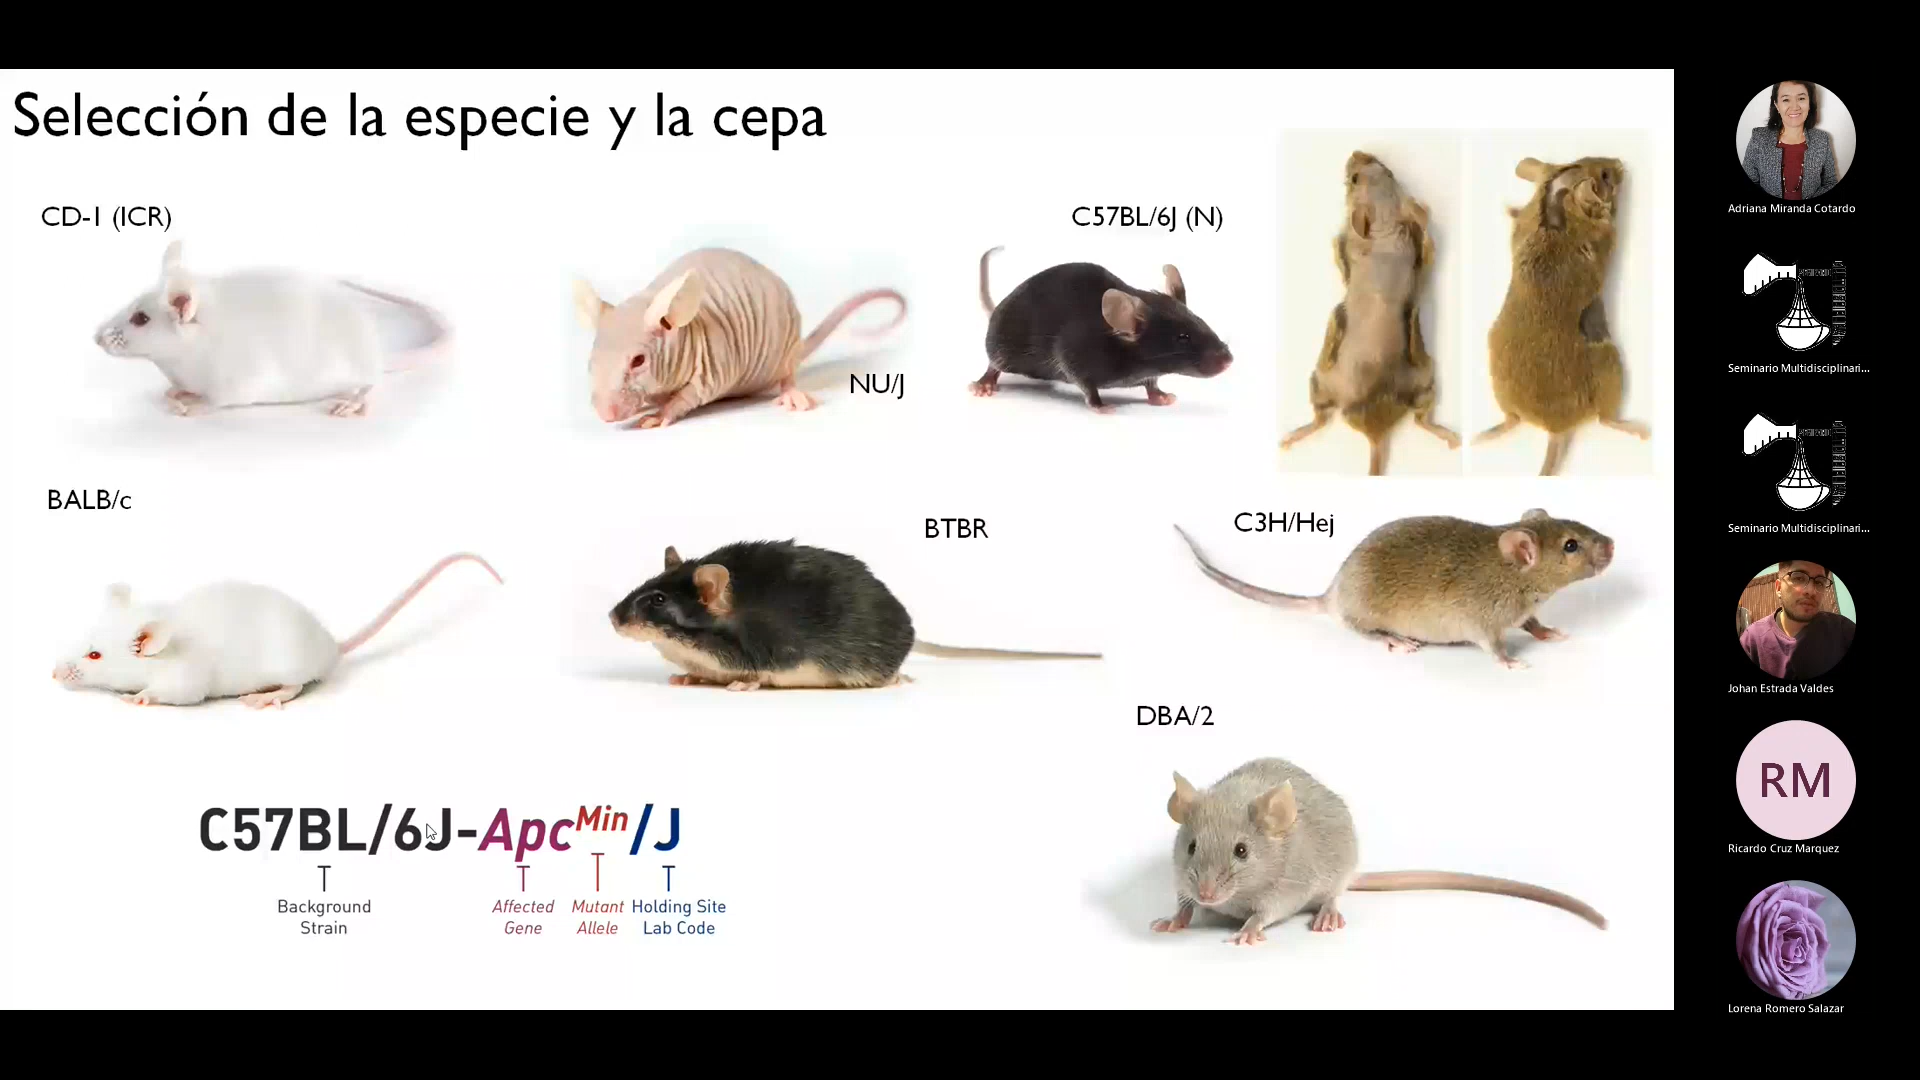 Selección de la especie y la cepa
CD-1 (ICR)
C57BL/6J (N)
NU/J
BALB/c
BTBR
C3H/Hej
DBA/2
C57BL/6J-ApcMin/J
Background
Strain
Affected
Gene
Mutant
Allele
Holding Site
Lab Code
Adriana Miranda Cotardo
Seminario Multidisciplinari...
Seminario Multidisciplinari...
Johan Estrada Valdes
RM
Ricardo Cruz Marquez
Lorena Romero Salazar